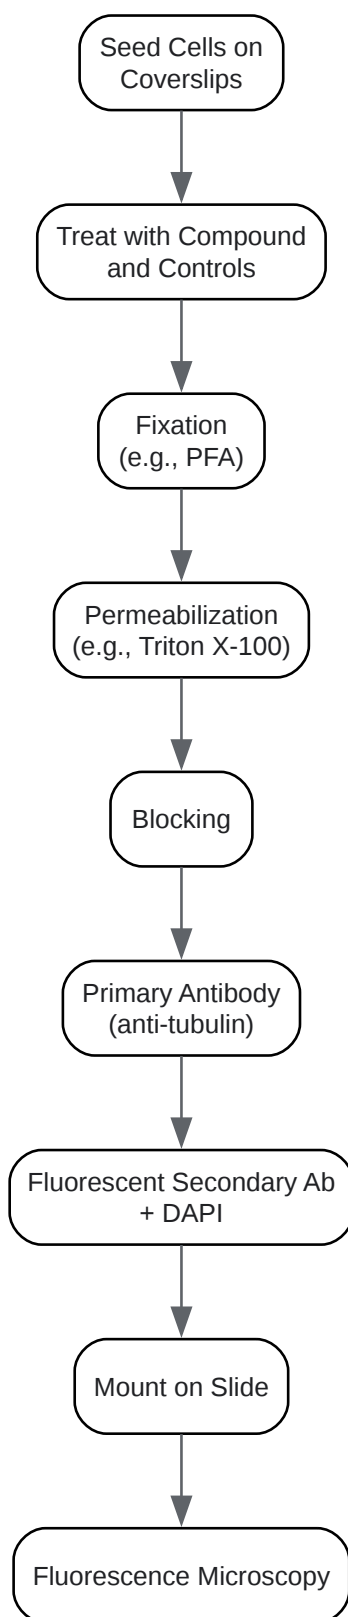 Seed Cells on
Coverslips
Treat with Compound
and Controls
Fixation
(e.g., PFA)
Permeabilization
(e.g., Triton X-100)
Blocking
Primary Antibody
(anti-tubulin)
Fluorescent Secondary Ab
+ DAPI
Mount on Slide
Fluorescence Microscopy